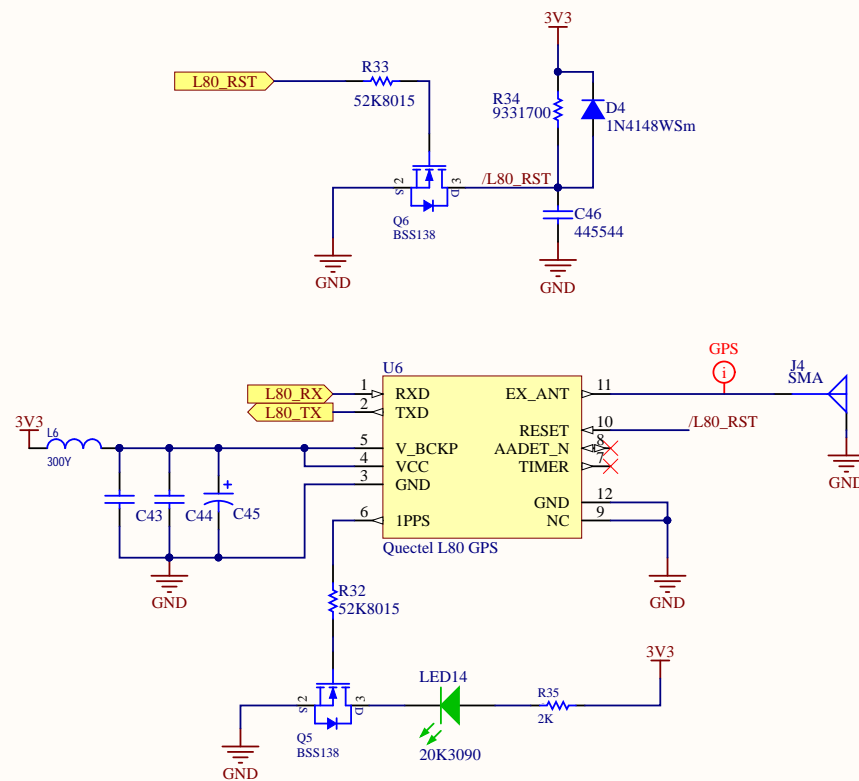 3V3
L80_RST
R33
52K8015
R34
9331700
D4
1N4148WSm
2
S
3
D
/L80_RST
Q6
BSS138
C46
445544
GND
GND
GPS
i
U6
J4
SMA
L80_RX
1
RXD
EX_ANT
11
L80_TX
2
TXD
3V3
L6
300Y
RESET
10
/L80_RST
5
V_BCKP
AADET_N
8
4
VCC
TIMER
7
3
GND
GND
GND
12
C43
C44
C45
6
1PPS
NC
9
Quectel L80 GPS
GND
GND
R32
52K8015
3V3
LED14
R35
2K
2
S
3
D
Q5
BSS138
20K3090
GND